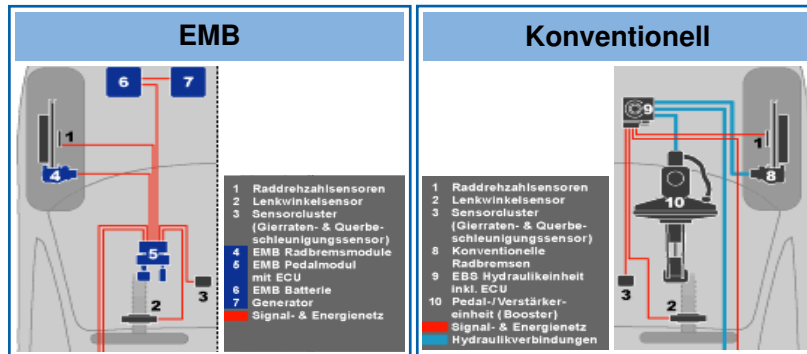 EMB
6
7
1
4
5
2
3
1 Raddrehzahlsensoren
2 Lenkwinkelsensor
3 Sensorcluster
(Gierraten- & Querbe-
schleunigungssensor)
4 EMB Radbremsmodule
5 EMB Pedalmodul
mit ECU
6 EMB Batterie
7 Generator
Signal- & Energienetz
Konventionell
9
1
8
10
3
2
1 Raddrehzahlsensoren
2 Lenkwinkelsensor
3 Sensorcluster
(Gierraten- & Querbe-
schleunigungssensor)
8 Konventionelle
Radbremsen
9 EBS Hydraulikeinheit
inkl. ECU
10 Pedal-/Verstärker-
einheit (Booster)
Signal- & Energienetz
Hydraulikverbindungen